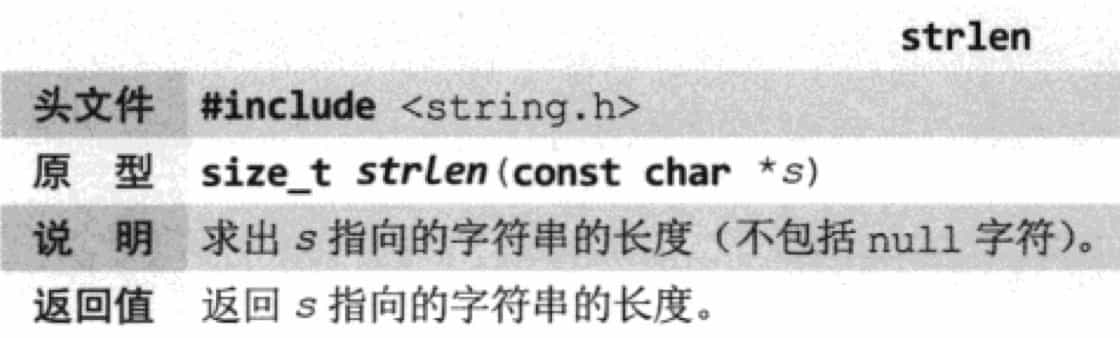 strlen
头文件 #include <string.h>
原 型 size_t strlen(const char *s)
说 明 求出 s 指向的字符串的长度（不包括 null 字符）。
返回值 返回 s 指向的字符串的长度。